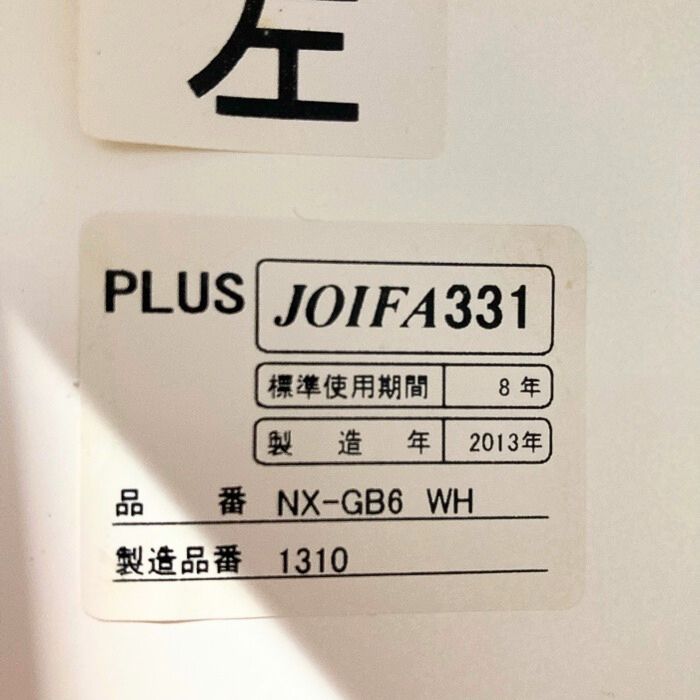 左
PLUS JOIFA331
標準使用期間 8年
製造年 2013年
品番 NX-GB6 WH
製造品番 1310